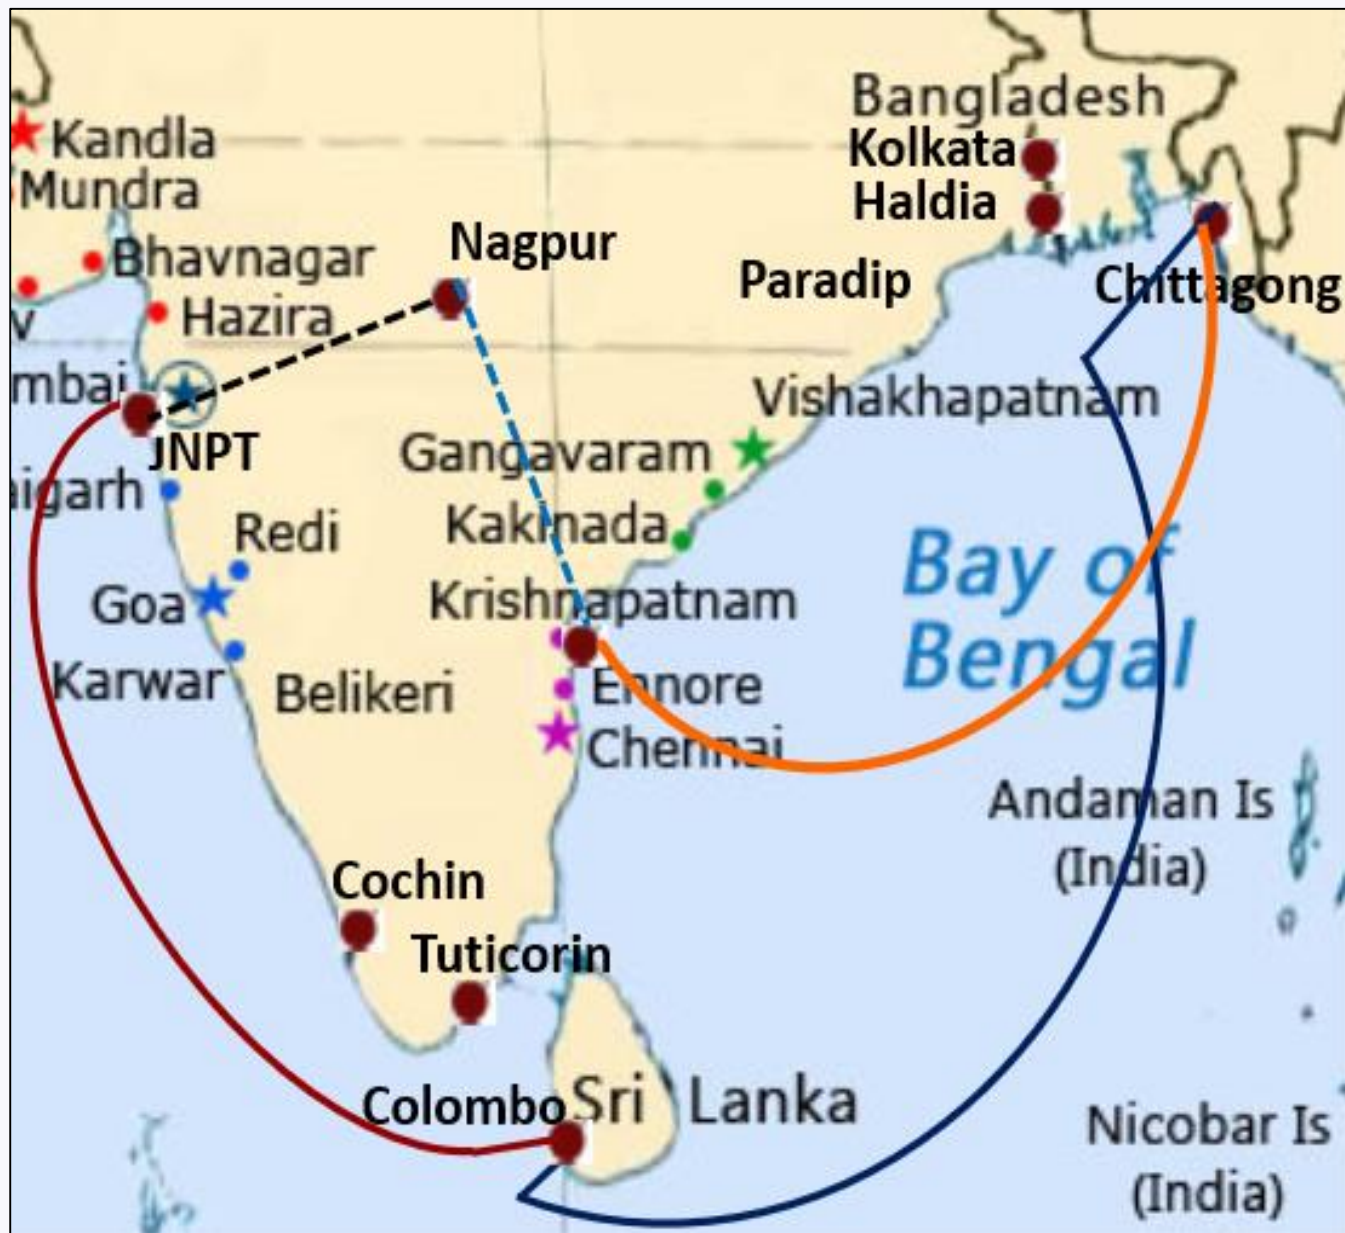 Bangladesh
Kandla
Kolkata
Mundra
Haldia
Nagpur
Bhavnagar
Paradip
Chittagong
Hazira
v
mbai
Vishakhapatnam
JNPT
Gangavaram
igarh
Redi
Kakinada
Bay of
Bengal
Goa
Krishnapatnam
Karwar
Belikeri
Ennore
Chennai
Andaman Is
(India)
Cochin
Tuticorin
Colombo
Sri Lanka
Nicobar Is
(India)